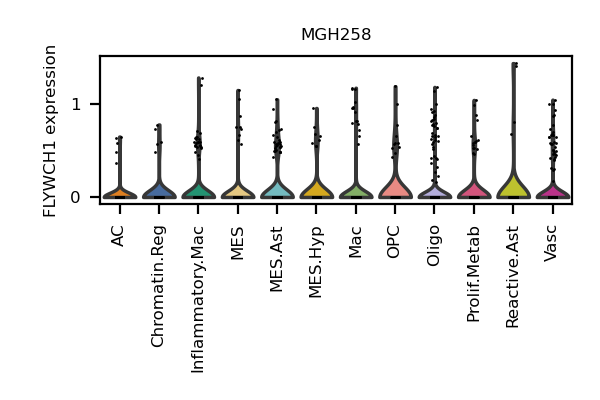 MGH258
FLYWCH1 expression
1
0
AC
Chromatin.Reg
Inflammatory.Mac
MES
MES.Ast
MES.Hyp
Mac
OPC
Oligo
Prolif.Metab
Reactive.Ast
Vasc